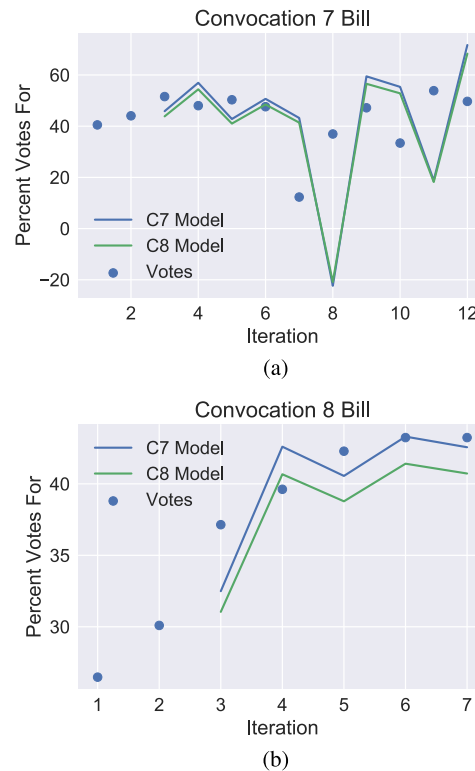 Convocation 7 Bill
Percent Votes For
60
40
20
0
−20
C7 Model
C8 Model
Votes
2 4 6 8 10 12
Iteration
(a)
Convocation 8 Bill
Percent Votes For
40
35
30
C7 Model
C8 Model
Votes
1 2 3 4 5 6 7
Iteration
(b)